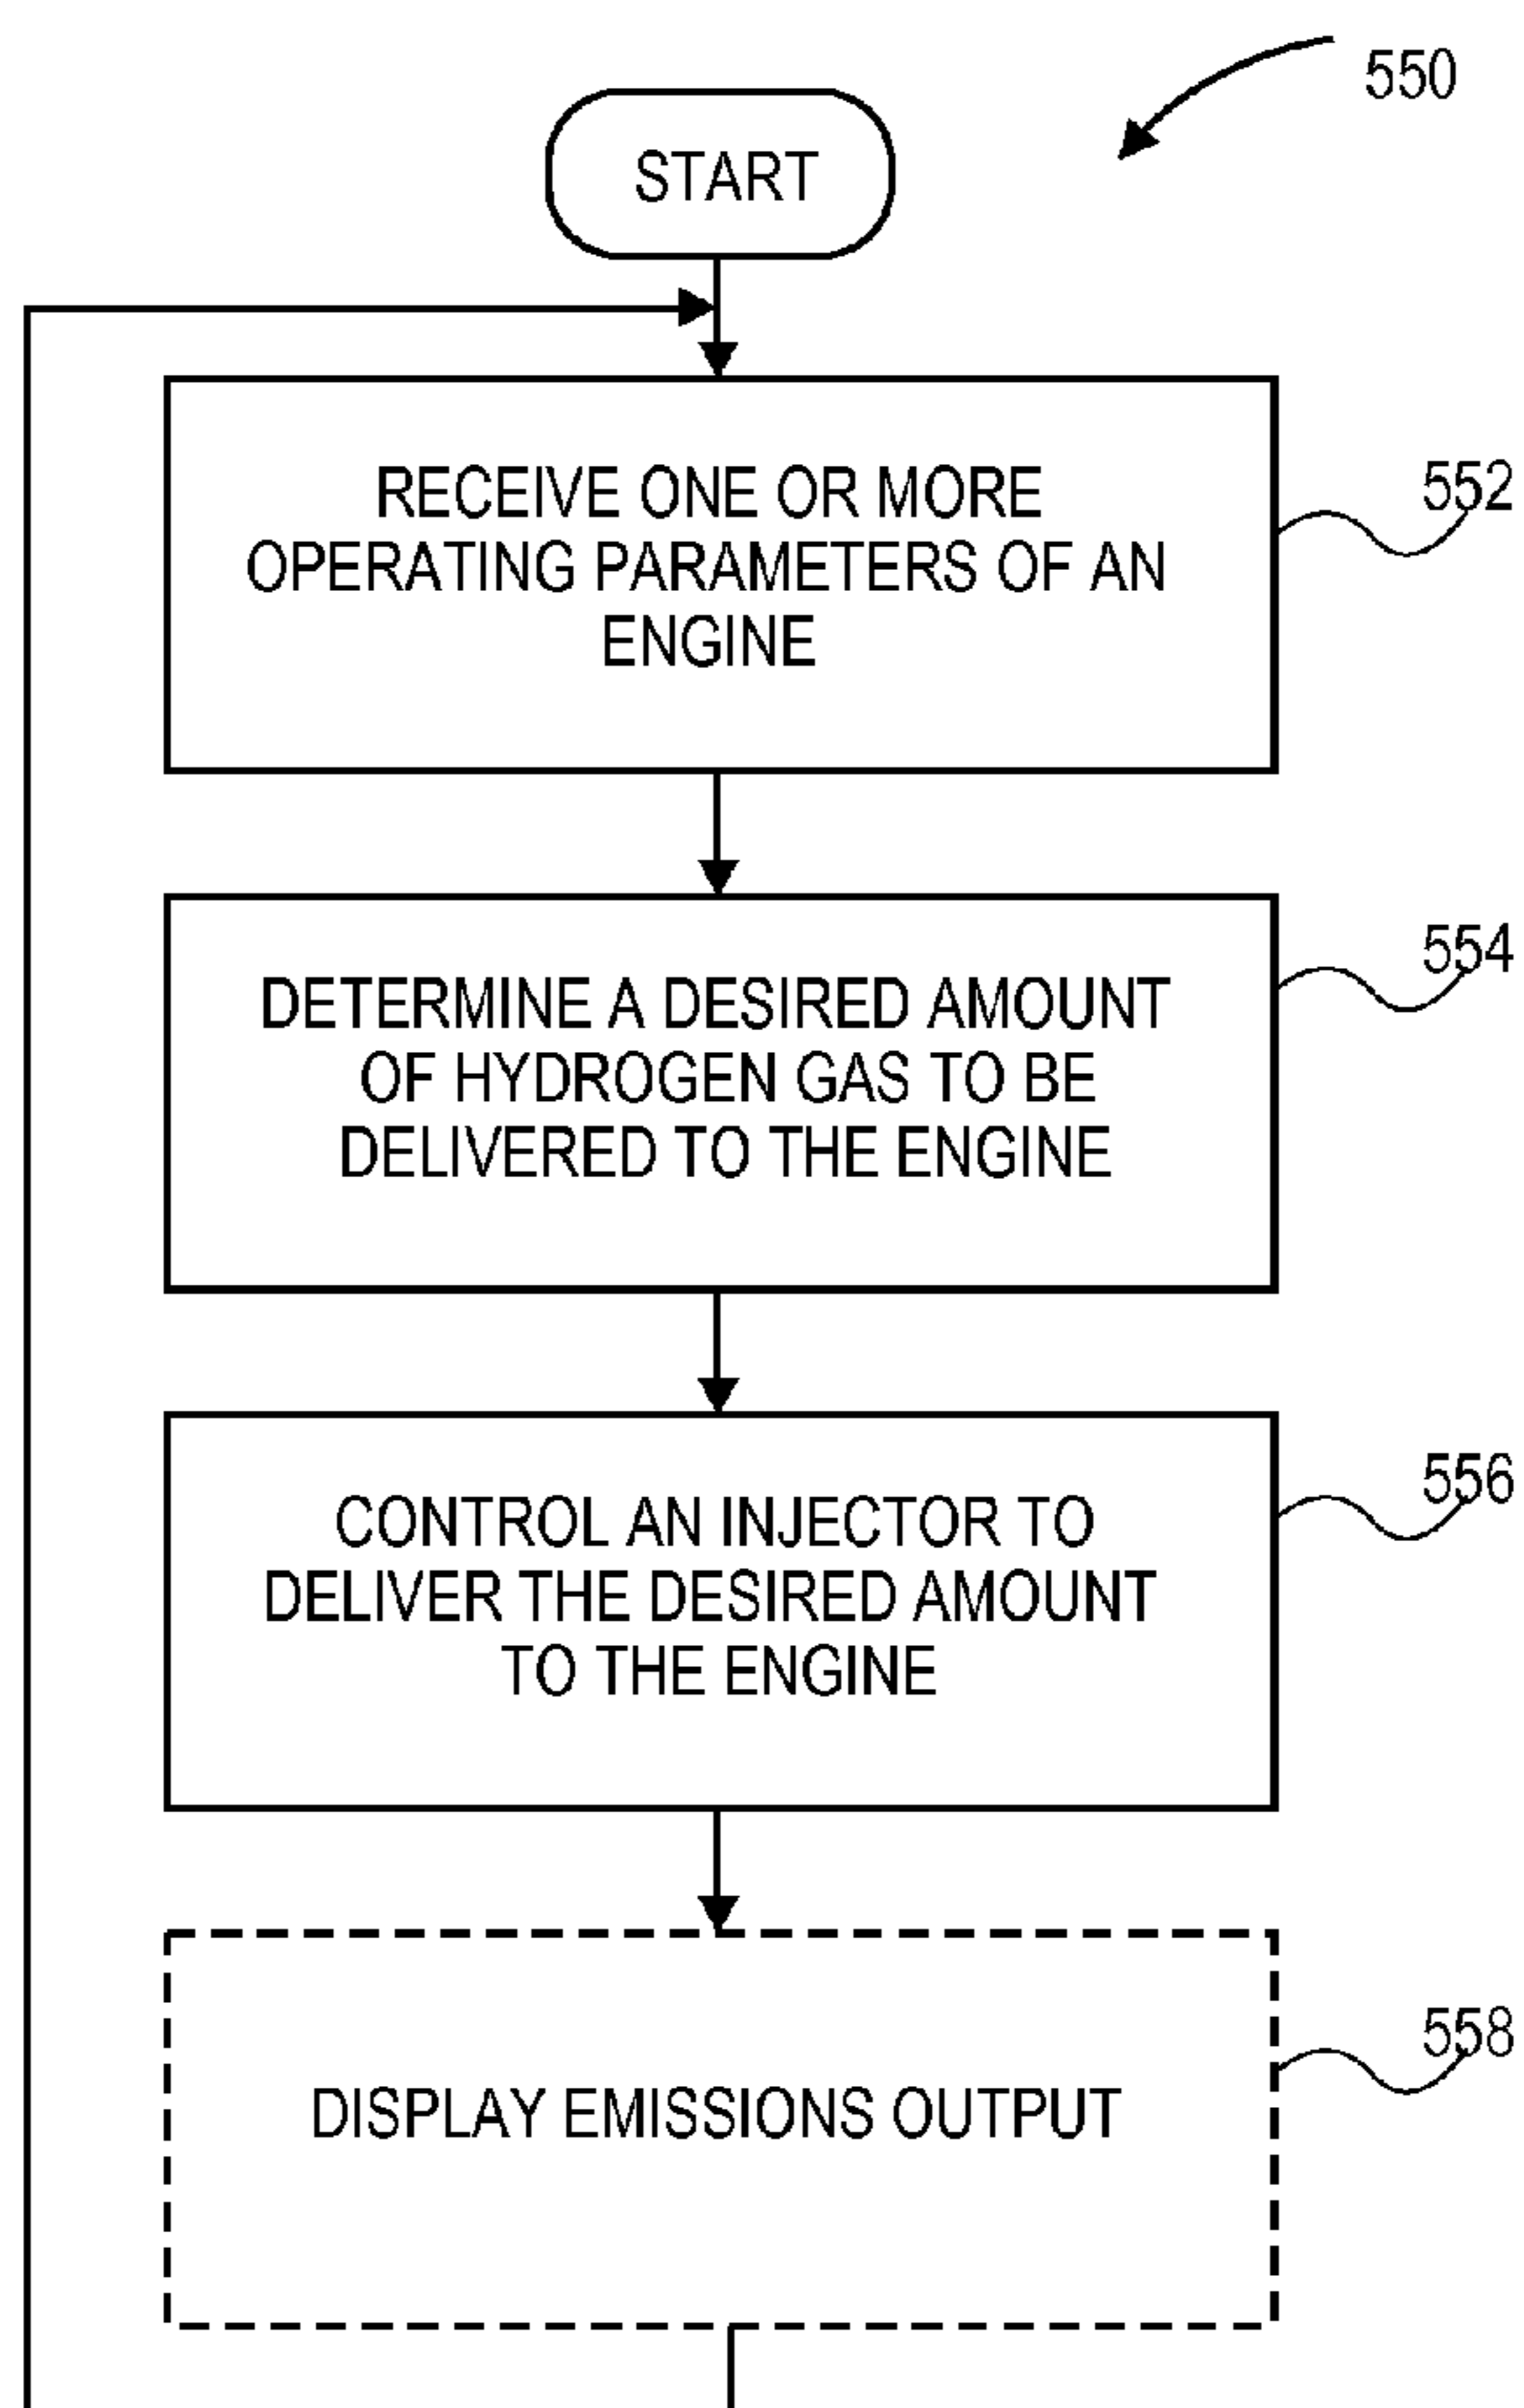 550
START
RECEIVE ONE OR MORE
OPERATING PARAMETERS OF AN
ENGINE
552
DETERMINE A DESIRED AMOUNT
OF HYDROGEN GAS TO BE
DELIVERED TO THE ENGINE
554
CONTROL AN INJECTOR TO
DELIVER THE DESIRED AMOUNT
TO THE ENGINE
556
DISPLAY EMISSIONS OUTPUT
558